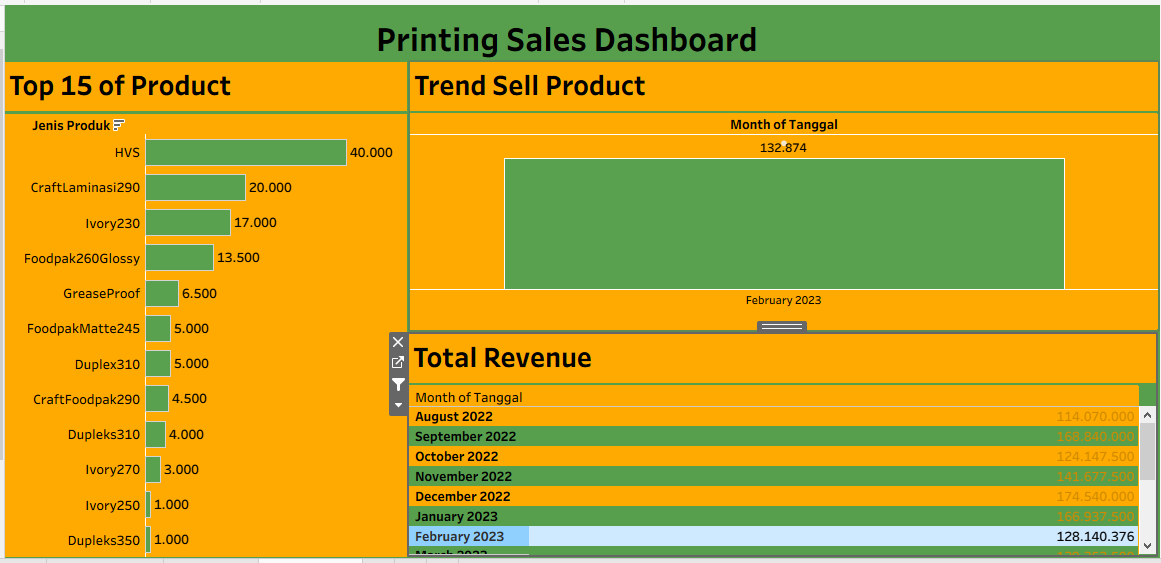 Printing Sales Dashboard
Top 15 of Product
Jenis Produk
HVS 40.000
CraftLaminasi290 20.000
Ivory230 17.000
Foodpak260Glossy 13.500
GreaseProof 6.500
FoodpakMatte245 5.000
Duplex310 5.000
CraftFoodpak290 4.500
Dupleks310 4.000
Ivory270 3.000
Ivory250 1.000
Dupleks350 1.000
Trend Sell Product
Month of Tanggal
132.874
February 2023
Total Revenue
Month of Tanggal
August 2022 114.070.000
September 2022 168.840.000
October 2022 124.147.500
November 2022 141.677.500
December 2022 174.540.000
January 2023 166.937.500
February 2023 128.140.376
March 2023